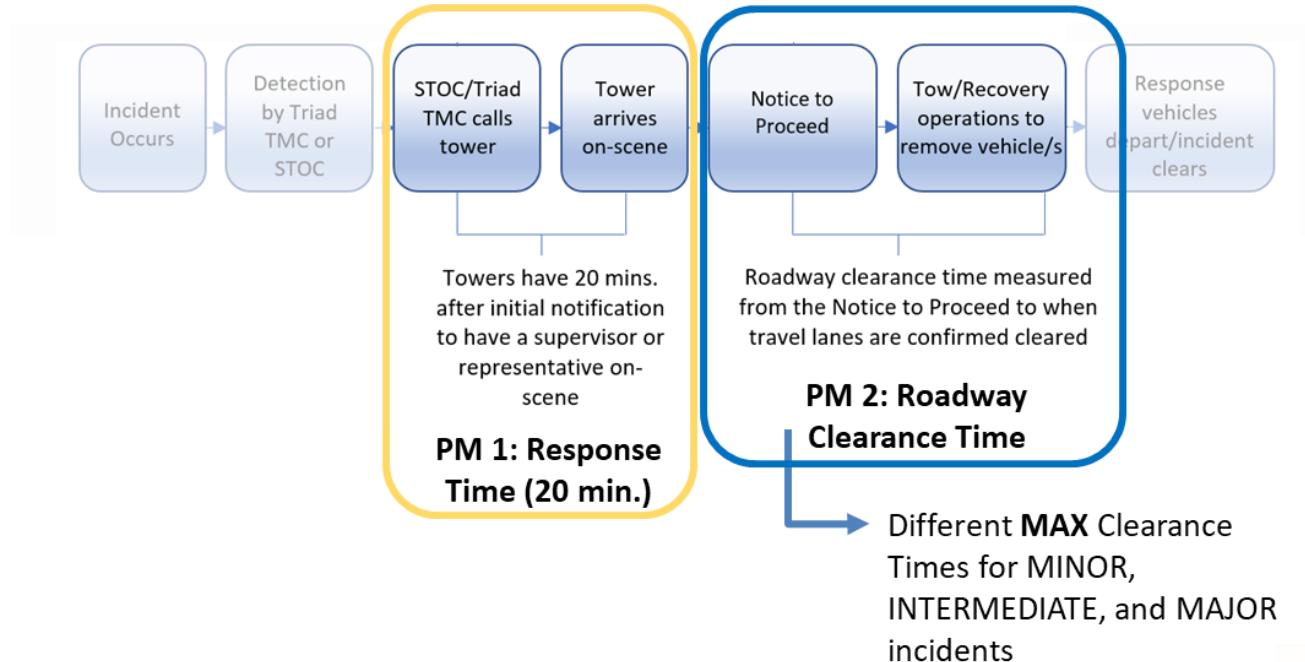 Incident
Occurs
Detection
by Triad
TMC or
STOC
STOC/Triad
TMC calls
tower
Tower
arrives
on-scene
Notice to
Proceed
Tow/Recovery
operations to
remove vehicle/s
Response
vehicles
depart/incident
clears
Towers have 20 mins.
after initial notification
to have a supervisor or
representative on-
scene
PM 1: Response
Time (20 min.)
Roadway clearance time measured
from the Notice to Proceed to when
travel lanes are confirmed cleared
PM 2: Roadway
Clearance Time
Different MAX Clearance
Times for MINOR,
INTERMEDIATE, and MAJOR
incidents